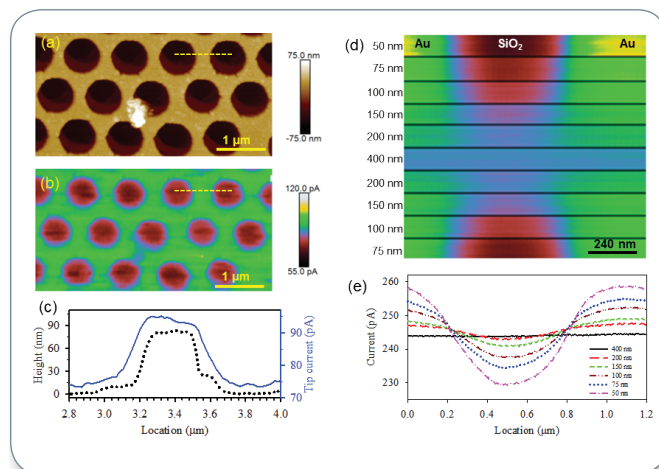 (a)
75.0 nm
-75.0 nm
1 μm
(b)
120.0 pA
55.0 pA
1 μm
(c)
Height (nm)
90
60
30
0
Tip current (pA)
90
85
80
75
70
2.8 3.0 3.2 3.4 3.6 3.8 4.0
Location (μm)
(d)
50 nm
75 nm
100 nm
150 nm
200 nm
400 nm
200 nm
150 nm
100 nm
75 nm
Au SiO2 Au
240 nm
(e)
Current (pA)
260
250
240
230
400 nm
200 nm
150 nm
100 nm
75 nm
50 nm
0.0 0.2 0.4 0.6 0.8 1.0 1.2
Location (μm)